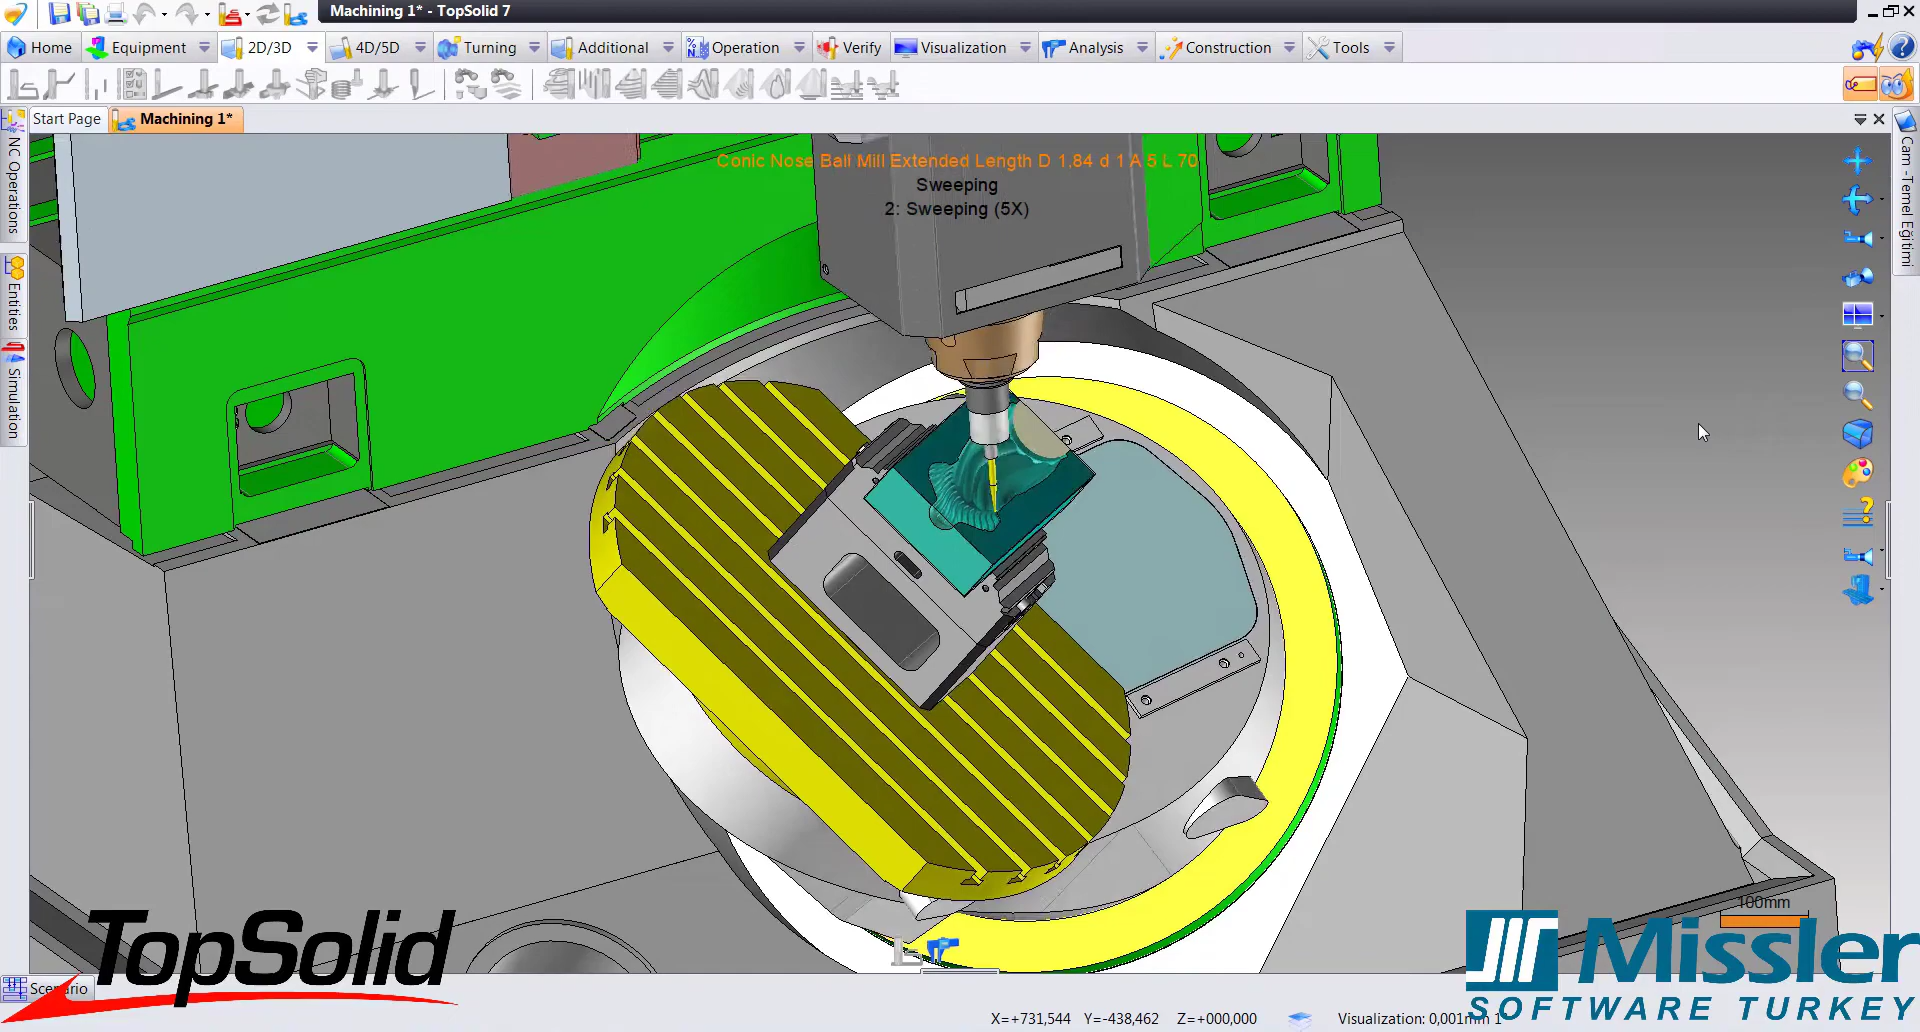 Machining 1* - TopSolid 7
Home Equipment 2D/3D 4D/5D Turning Additional Operation Verify Visualization Analysis Construction Tools
Start Page Machining 1*
NC Operations
Entities
Simulation
Cam -Temel Eğitimi
Conic Nose Ball Mill Extended Length D 1,84 d 1 A 5 L 70
Sweeping
2: Sweeping (5X)
100mm
TopSolid
Missler
SOFTWARE TURKEY
X=+731,544 Y=-438,462 Z=+000,000 Visualization: 0,001mm